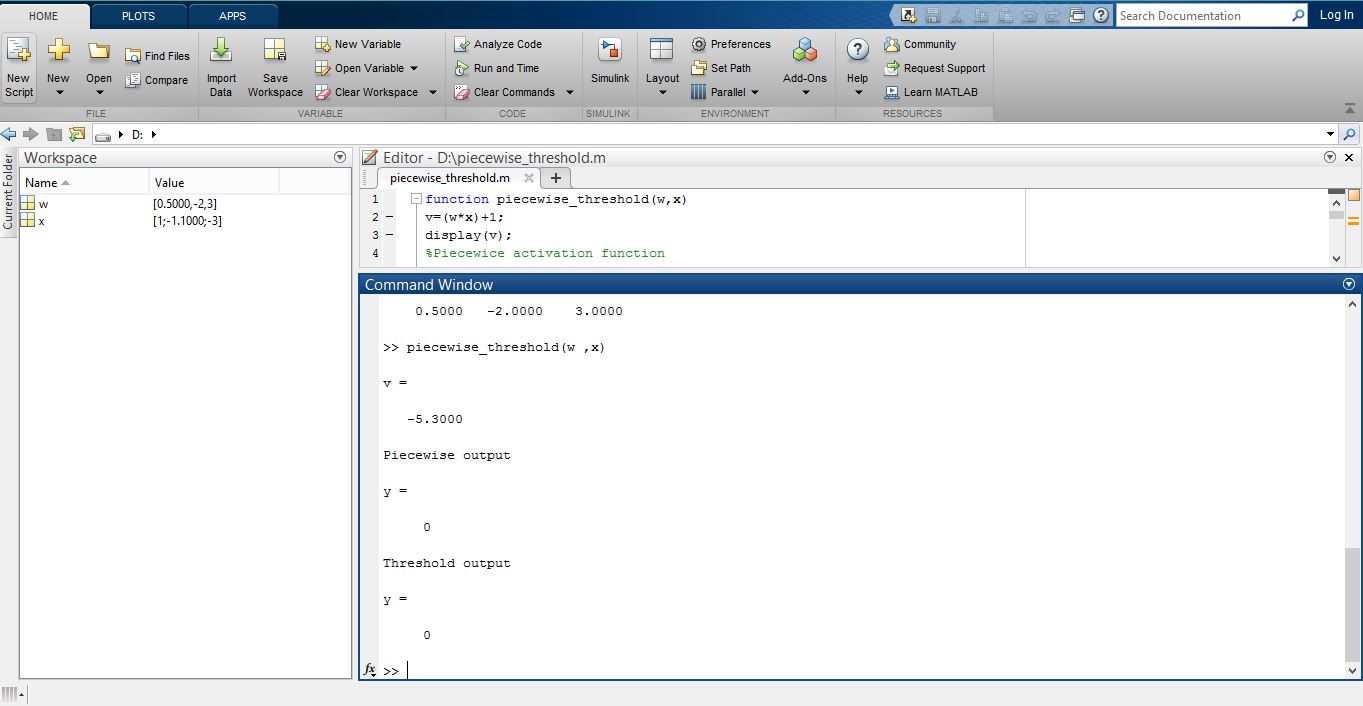 HOME PLOTS APPS Search Documentation Log In
New Script New Open Find Files Compare Import Data Save Workspace New Variable Open Variable Clear Workspace Analyze Code Run and Time Clear Commands Simulink Layout Preferences Set Path Parallel Add-Ons Help Community Request Support Learn MATLAB
FILE VARIABLE CODE SIMULINK ENVIRONMENT RESOURCES
D:
Current Folder
Workspace
Name Value
w [0.5000,-2,3]
x [1;-1.1000;-3]
Editor - D:\piecewise_threshold.m
piecewise_threshold.m
1 function piecewise_threshold(w,x)
2 v=(w*x)+1;
3 display(v);
4 %Piecewice activation function
Command Window
0.5000 -2.0000 3.0000
>> piecewise_threshold(w ,x)
v =
-5.3000
Piecewise output
y =
0
Threshold output
y =
0
fx >>